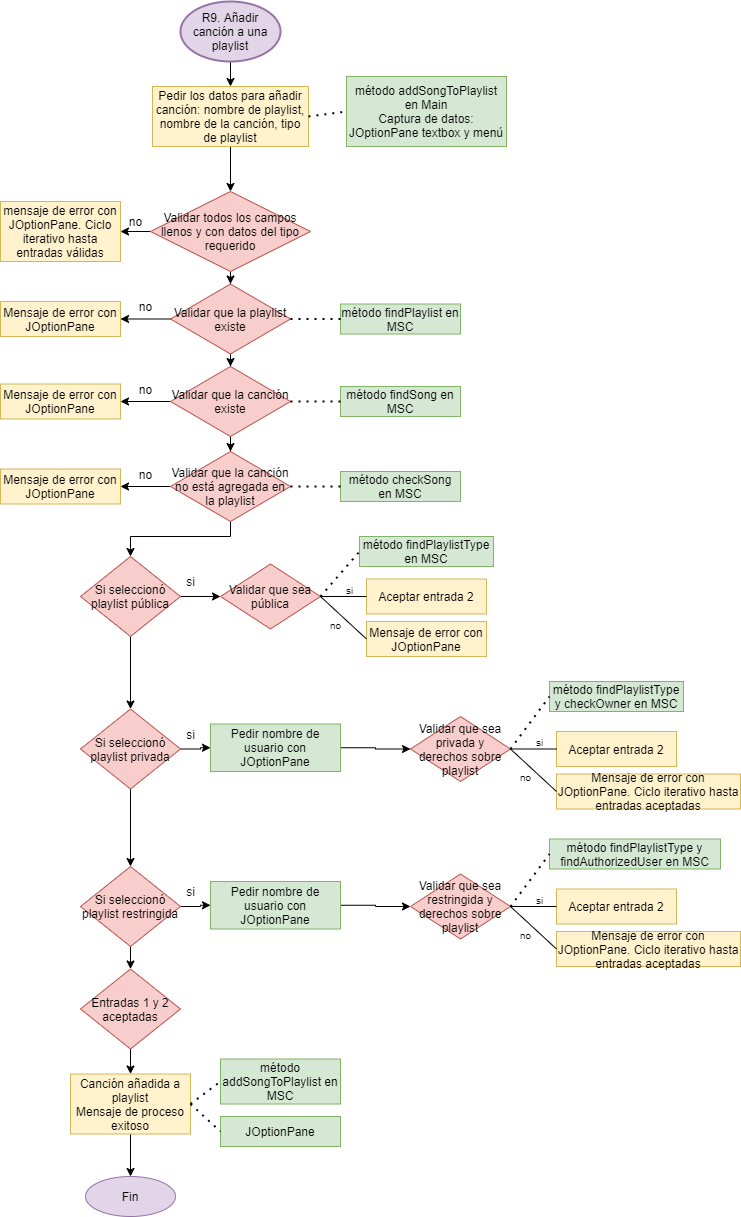 R9. Añadir
canción a una
playlist
Pedir los datos para añadir
canción: nombre de playlist,
nombre de la canción, tipo
de playlist
método addSongToPlaylist
en Main
Captura de datos:
JOptionPane textbox y menú
Validar todos los campos
llenos y con datos del tipo
requerido
no
mensaje de error con
JOptionPane. Ciclo
iterativo hasta
entradas válidas
Validar que la playlist
existe
no
Mensaje de error con
JOptionPane
método findPlaylist en
MSC
Validar que la canción
existe
no
Mensaje de error con
JOptionPane
método findSong en
MSC
Validar que la canción
no está agregada en
la playlist
no
Mensaje de error con
JOptionPane
método checkSong
en MSC
Si seleccionó
playlist pública
si
Validar que sea
pública
método findPlaylistType
en MSC
si
Aceptar entrada 2
no
Mensaje de error con
JOptionPane
Si seleccionó
playlist privada
si
Pedir nombre de
usuario con
JOptionPane
Validar que sea
privada y
derechos sobre
playlist
método findPlaylistType
y checkOwner en MSC
si
Aceptar entrada 2
no
Mensaje de error con
JOptionPane. Ciclo iterativo hasta
entradas aceptadas
Si seleccionó
playlist restringida
si
Pedir nombre de
usuario con
JOptionPane
Validar que sea
restringida y
derechos sobre
playlist
método findPlaylistType y
findAuthorizedUser en MSC
si
Aceptar entrada 2
no
Mensaje de error con
JOptionPane. Ciclo iterativo hasta
entradas aceptadas
Entradas 1 y 2
aceptadas
Canción añadida a
playlist
Mensaje de proceso
exitoso
método
addSongToPlaylist en
MSC
JOptionPane
Fin